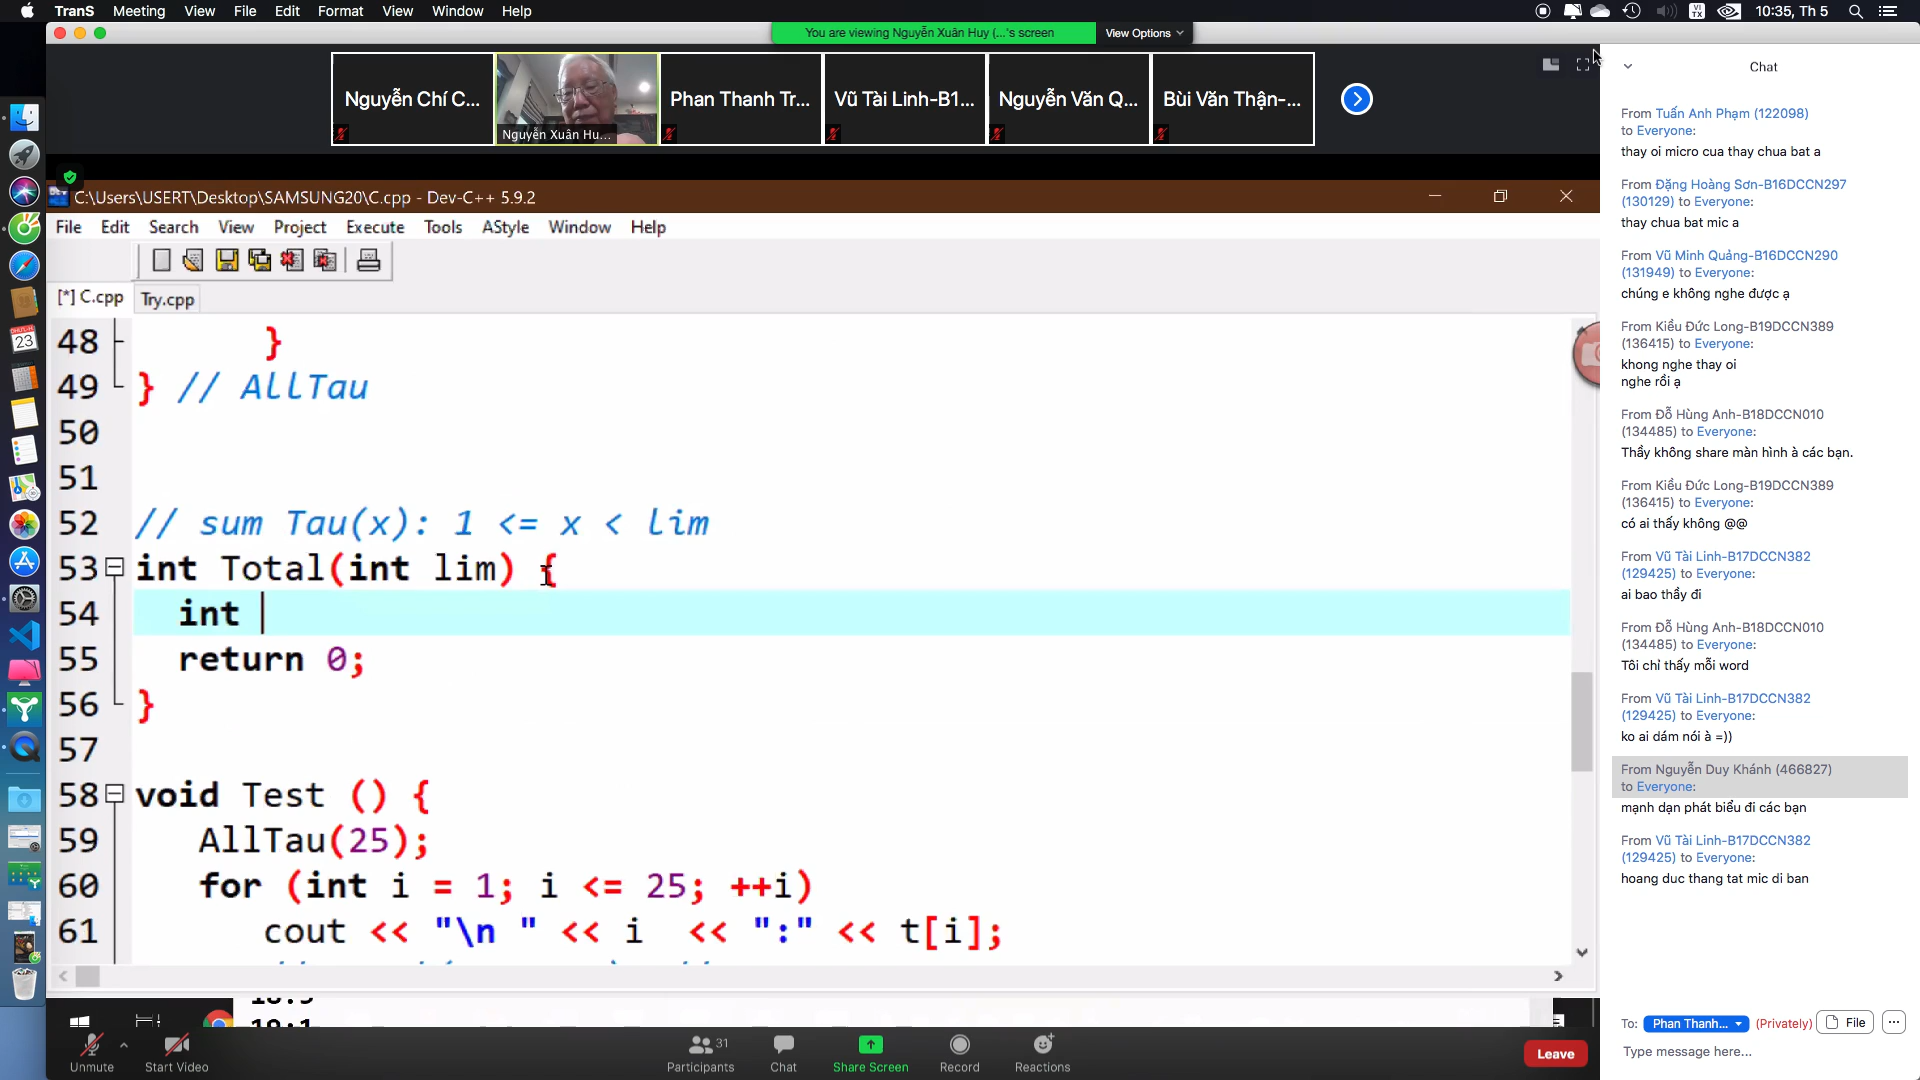 TranS Meeting View File Edit Format View Window Help
VI
TX
10:35, Th 5
You are viewing Nguyễn Xuân Huy (...'s screen
View Options
Nguyễn Chí C...
Nguyễn Xuân Hu...
Phan Thanh Tr...
Vũ Tài Linh-B1...
Nguyễn Văn Q...
Bùi Văn Thận-...
C:\Users\USERT\Desktop\SAMSUNG20\C.cpp - Dev-C++ 5.9.2
File Edit Search View Project Execute Tools AStyle Window Help
[*] C.cpp
Try.cpp
48 }
49 } // AllTau
50
51
52 // sum Tau(x): 1 <= x < lim
53 int Total(int lim) {
54 int
55 return 0;
56 }
57
58 void Test () {
59 AllTau(25);
60 for (int i = 1; i <= 25; ++i)
61 cout << "\n " << i << ":" << t[i];
23
Unmute
Start Video
Participants
31
Chat
Share Screen
Record
Reactions
Leave
Chat
From Tuấn Anh Phạm (122098)
to Everyone:
thay oi micro cua thay chua bat a
From Đặng Hoàng Sơn-B16DCCN297
(130129) to Everyone:
thay chua bat mic a
From Vũ Minh Quảng-B16DCCN290
(131949) to Everyone:
chúng e không nghe được ạ
From Kiều Đức Long-B19DCCN389
(136415) to Everyone:
khong nghe thay oi
nghe rồi ạ
From Đỗ Hùng Anh-B18DCCN010
(134485) to Everyone:
Thầy không share màn hình à các bạn.
From Kiều Đức Long-B19DCCN389
(136415) to Everyone:
có ai thấy không @@
From Vũ Tài Linh-B17DCCN382
(129425) to Everyone:
ai bao thầy đi
From Đỗ Hùng Anh-B18DCCN010
(134485) to Everyone:
Tôi chỉ thấy mỗi word
From Vũ Tài Linh-B17DCCN382
(129425) to Everyone:
ko ai dám nói à =))
From Nguyễn Duy Khánh (466827)
to Everyone:
mạnh dạn phát biểu đi các bạn
From Vũ Tài Linh-B17DCCN382
(129425) to Everyone:
hoang duc thang tat mic di ban
To: Phan Thanh... (Privately) File
Type message here...